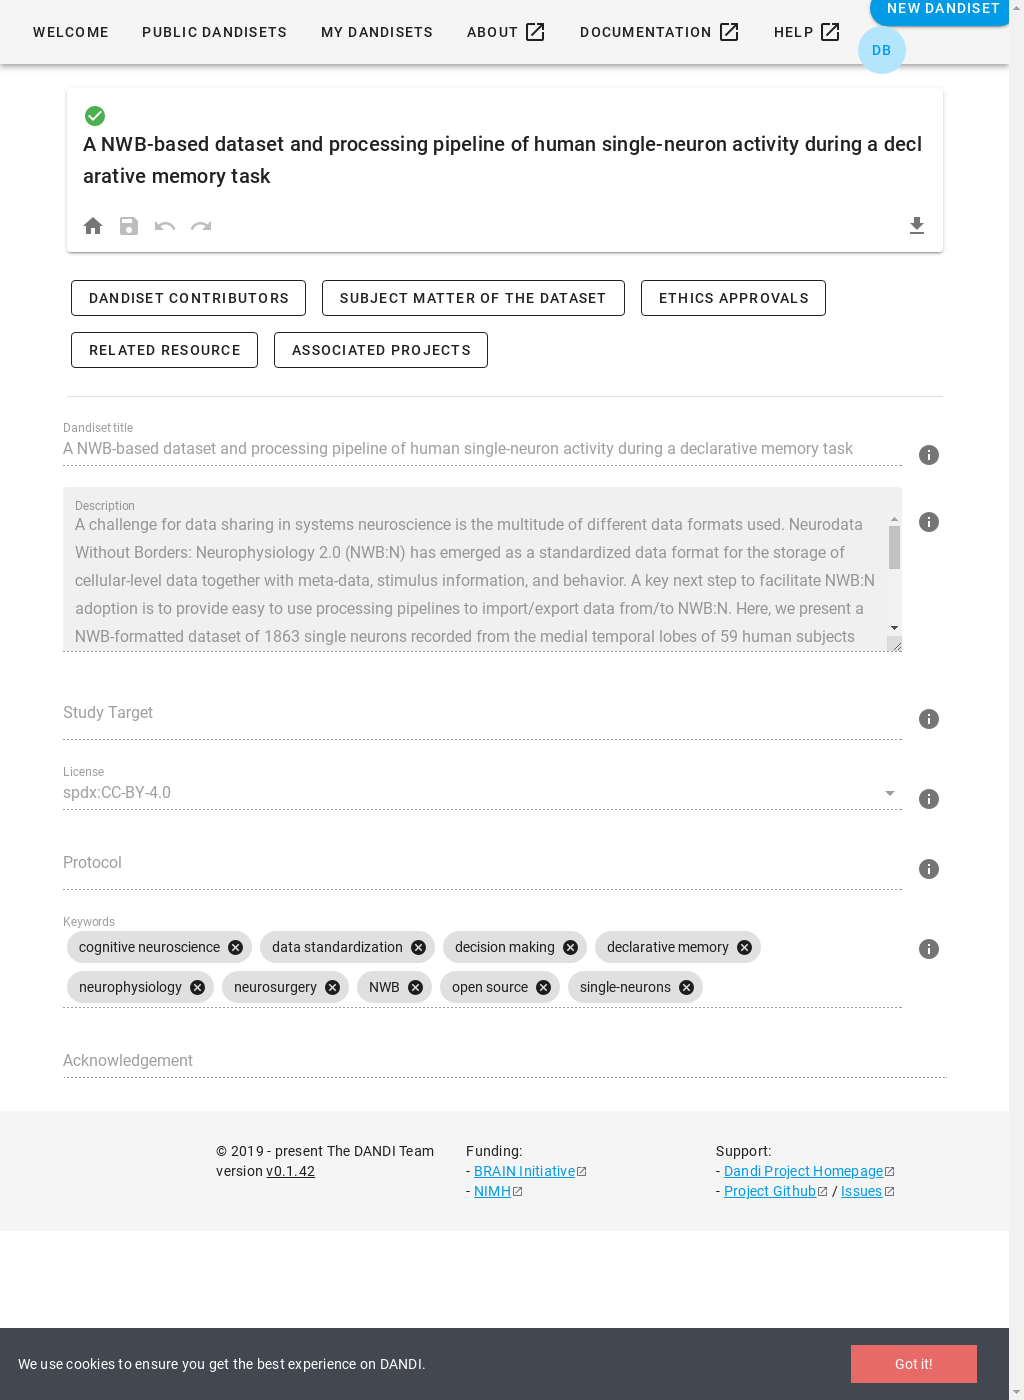 WELCOME PUBLIC DANDISETS MY DANDISETS ABOUT DOCUMENTATION HELP NEW DANDISET
DB
A NWB-based dataset and processing pipeline of human single-neuron activity during a decl
arative memory task
DANDISET CONTRIBUTORS SUBJECT MATTER OF THE DATASET ETHICS APPROVALS
RELATED RESOURCE ASSOCIATED PROJECTS
Dandiset title
A NWB-based dataset and processing pipeline of human single-neuron activity during a declarative memory task
Description
A challenge for data sharing in systems neuroscience is the multitude of different data formats used. Neurodata
Without Borders: Neurophysiology 2.0 (NWB:N) has emerged as a standardized data format for the storage of
cellular-level data together with meta-data, stimulus information, and behavior. A key next step to facilitate NWB:N
adoption is to provide easy to use processing pipelines to import/export data from/to NWB:N. Here, we present a
NWB-formatted dataset of 1863 single neurons recorded from the medial temporal lobes of 59 human subjects
Study Target
License
spdx:CC-BY-4.0
Protocol
Keywords
cognitive neuroscience data standardization decision making declarative memory
neurophysiology neurosurgery NWB open source single-neurons
Acknowledgement
© 2019 - present The DANDI Team
version v0.1.42
Funding:
- BRAIN Initiative
- NIMH
Support:
- Dandi Project Homepage
- Project Github / Issues
We use cookies to ensure you get the best experience on DANDI.
Got it!